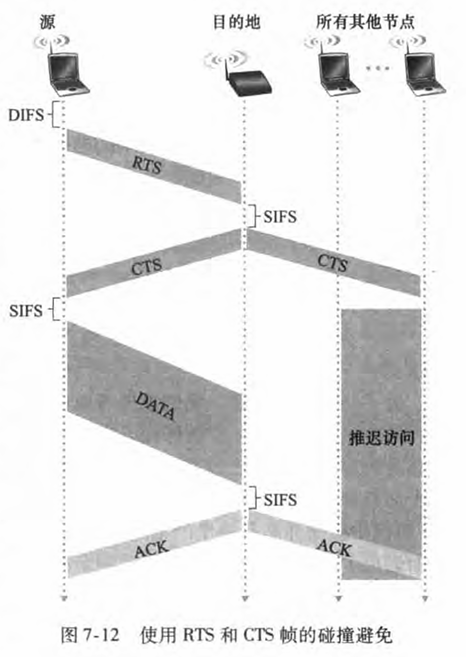 源
目的地
所有其他节点
DIFS
RTS
SIFS
CTS
CTS
SIFS
DATA
推迟访问
SIFS
ACK
ACK
图 7-12 使用 RTS 和 CTS 帧的碰撞避免